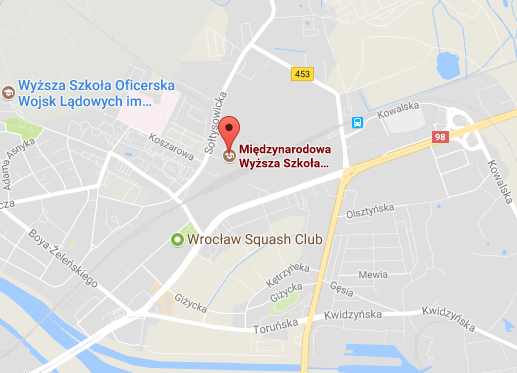 453
Wyższa Szkoła Oficerska
Wojsk Lądowych im...
Sołtysowicka
Kowalska
98
Koszarowa
Adama Asnyka
Międzynarodowa
Wyższa Szkoła...
Kowalska
cza
Olsztyńska
Boya-Żeleńskiego
Wrocław Squash Club
Kętrzyńska
Mewia
Giżycka
Giżycka
Gęsia
Kwidzyńska
Kwidzyńska
Toruńska